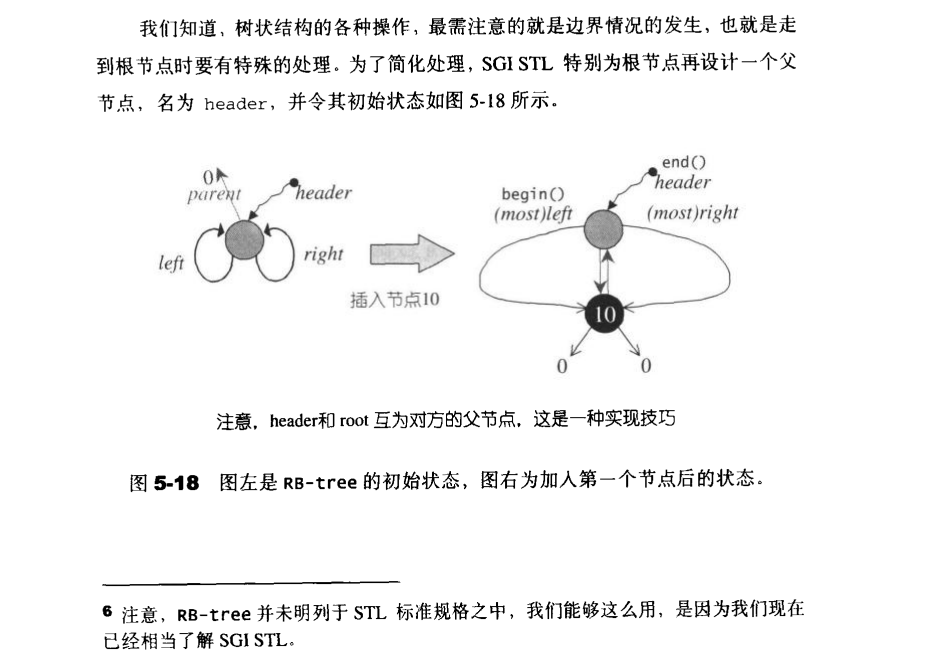 我们知道，树状结构的各种操作，最需注意的就是边界情况的发生，也就是走
到根节点时要有特殊的处理。为了简化处理，SGI STL 特别为根节点再设计一个父
节点，名为 header，并令其初始状态如图 5-18 所示。
0
parent
header
left
right
插入节点10
end()
header
begin()
(most)left
(most)right
10
0
0
注意，header和 root 互为对方的父节点，这是一种实现技巧
图 5-18 图左是 RB-tree 的初始状态，图右为加入第一个节点后的状态。
6 注意，RB-tree 并未明列于 STL 标准规格之中，我们能够这么用，是因为我们现在
已经相当了解 SGI STL。